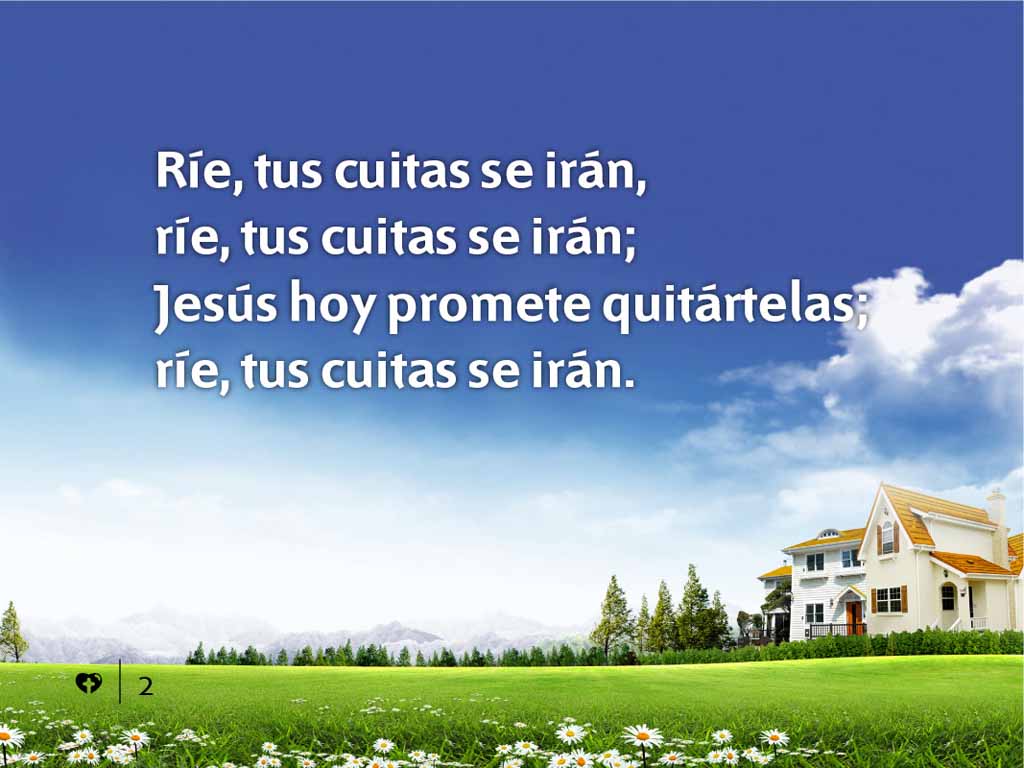 Ríe, tus cuitas se irán,
ríe, tus cuitas se irán;
Jesús hoy promete quitártelas;
ríe, tus cuitas se irán.
2